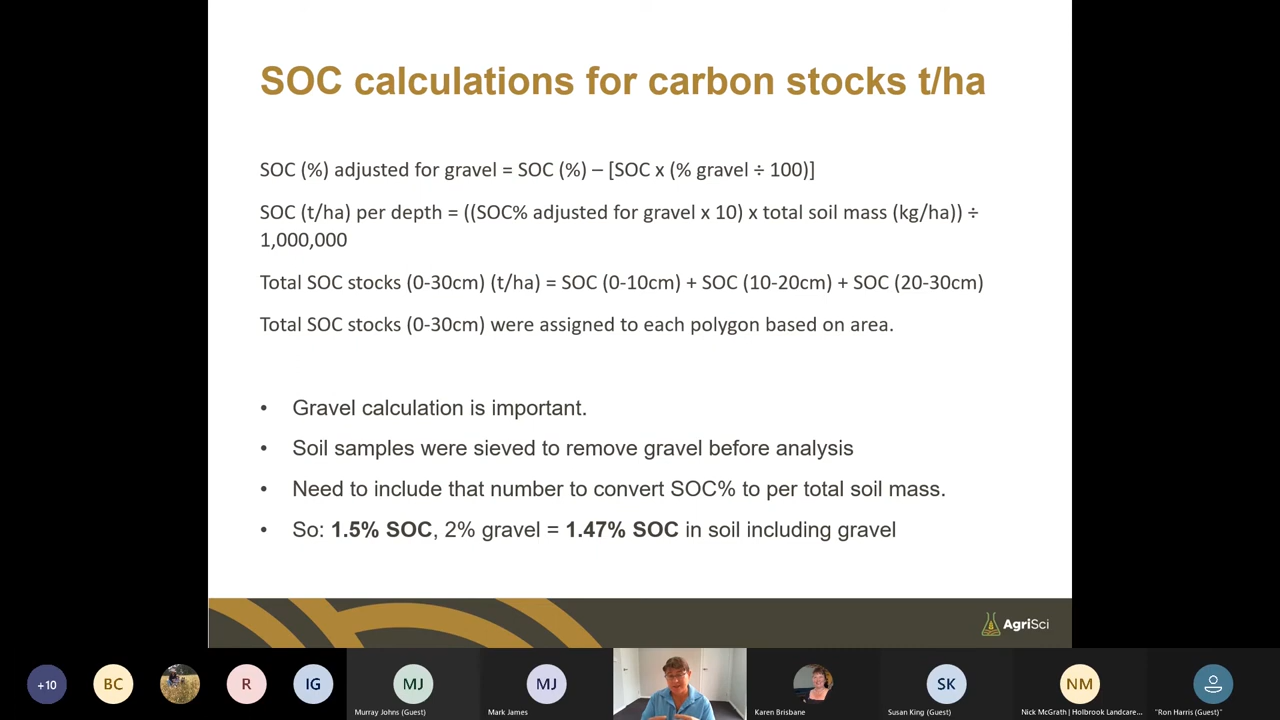 SOC calculations for carbon stocks t/ha
SOC (%) adjusted for gravel = SOC (%) – [SOC x (% gravel ÷ 100)]
SOC (t/ha) per depth = ((SOC% adjusted for gravel x 10) x total soil mass (kg/ha)) ÷
1,000,000
Total SOC stocks (0-30cm) (t/ha) = SOC (0-10cm) + SOC (10-20cm) + SOC (20-30cm)
Total SOC stocks (0-30cm) were assigned to each polygon based on area.
• Gravel calculation is important.
• Soil samples were sieved to remove gravel before analysis
• Need to include that number to convert SOC% to per total soil mass.
• So: 1.5% SOC, 2% gravel = 1.47% SOC in soil including gravel
AgriSci
+10 BC R IG MJ MJ SK NM
Murray Johns (Guest) Mark James Karen Brisbane Susan King (Guest) Nick McGrath | Holbrook Landcare... "Ron Harris (Guest)"